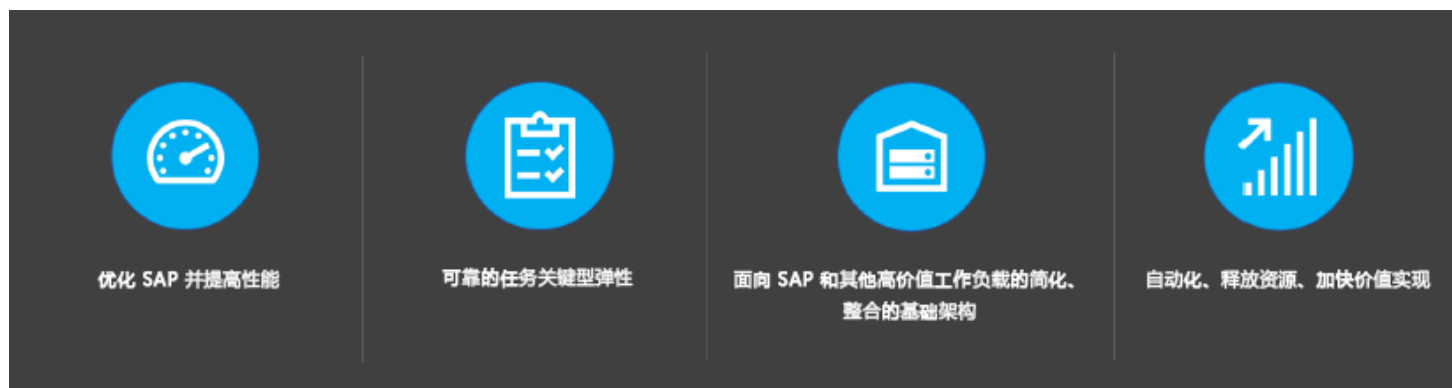 优化 SAP 并提高性能
可靠的任务关键型弹性
面向 SAP 和其他高价值工作负载的简化、
整合的基础架构
自动化、释放资源、加快价值实现